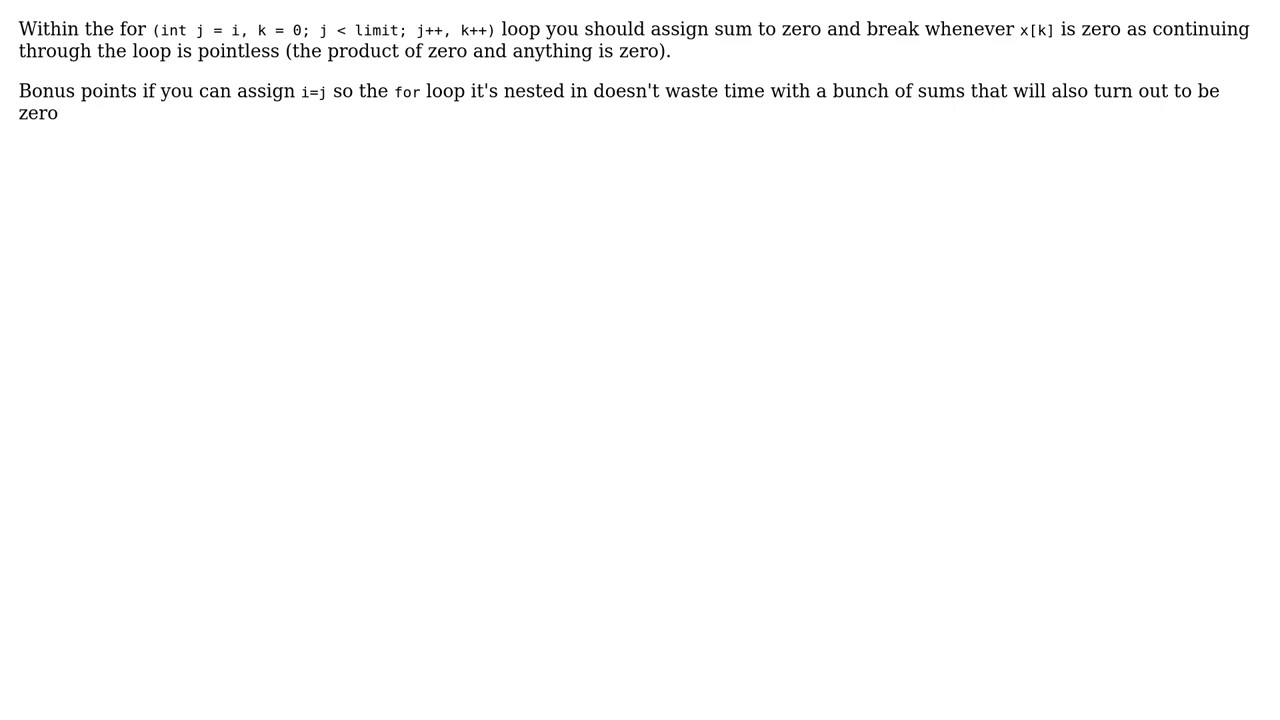 Within the for (int j = i, k = 0; j < limit; j++, k++) loop you should assign sum to zero and break whenever x[k] is zero as continuing
through the loop is pointless (the product of zero and anything is zero).
Bonus points if you can assign i=j so the for loop it's nested in doesn't waste time with a bunch of sums that will also turn out to be
zero